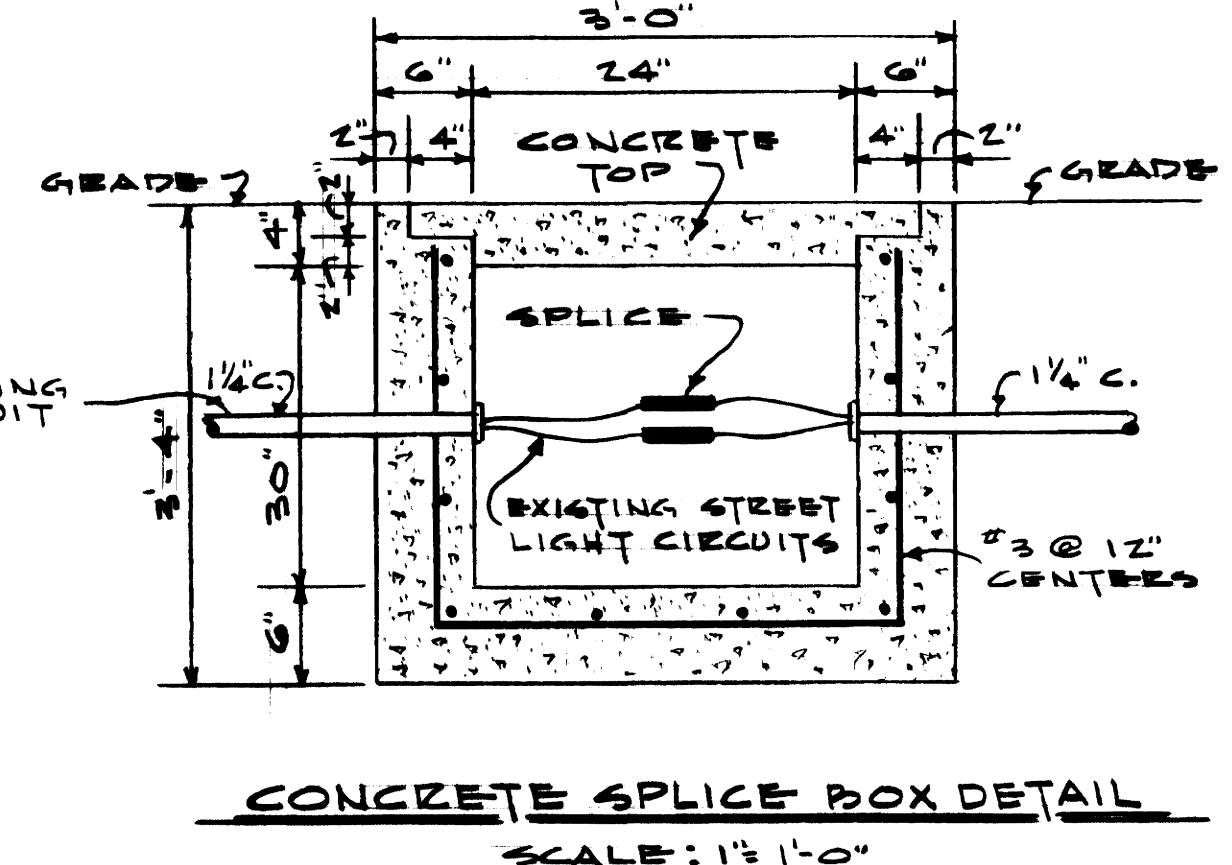 3'-0"
6" 24" 6"
2" 4" 4" 2"
CONCRETE
TOP
GRADE
GRADE
4"
2"
2"
SPLICE
ING
DIT
1¼" C.
1¼" C.
3'-4"
30"
EXISTING STREET
LIGHT CIRCUITS
#3 @ 12"
CENTERS
6"
CONCRETE SPLICE BOX DETAIL
SCALE: 1"= 1'-0"